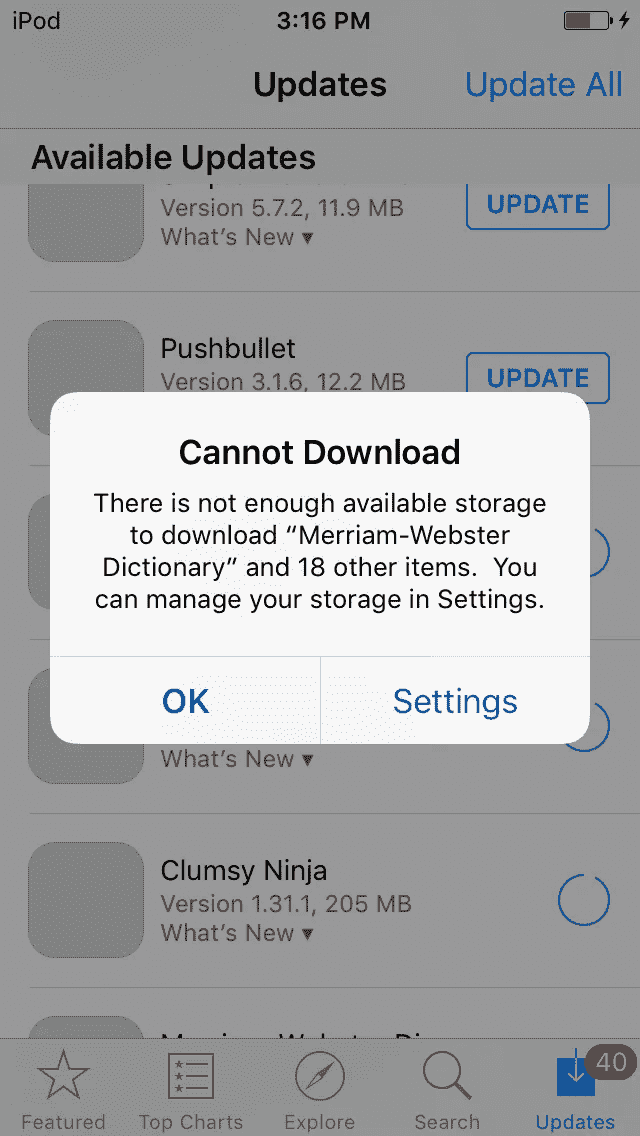 iPod 3:16 PM
Updates Update All
Available Updates
Version 5.7.2, 11.9 MB
What's New ▼
UPDATE
Pushbullet
Version 3.1.6, 12.2 MB
UPDATE
Cannot Download
There is not enough available storage
to download “Merriam-Webster
Dictionary” and 18 other items.  You
can manage your storage in Settings.
OK Settings
What's New ▼
Clumsy Ninja
Version 1.31.1, 205 MB
What's New ▼
40
Featured Top Charts Explore Search Updates